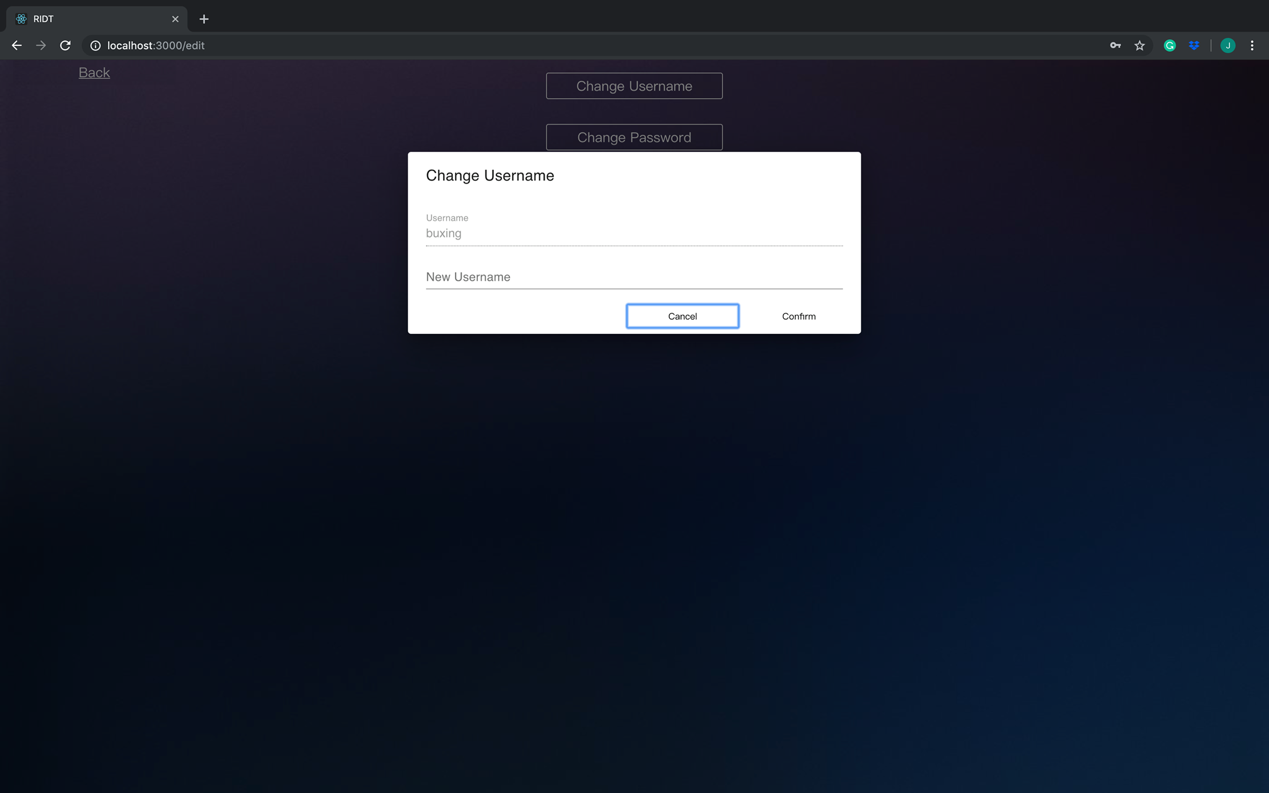 RIDT
localhost:3000/edit
J
Back
Change Username
Change Password
Change Username
Username
buxing
New Username
Cancel
Confirm